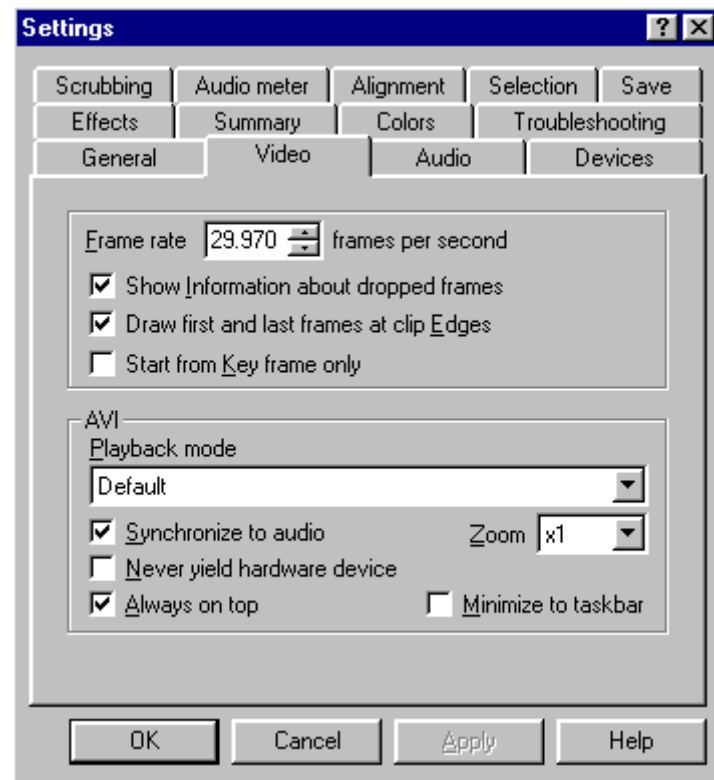 Settings
Scrubbing Audio meter Alignment Selection Save
Effects Summary Colors Troubleshooting
General Video Audio Devices
Frame rate 29.970 frames per second
Show Information about dropped frames
Draw first and last frames at clip Edges
Start from Key frame only
AVI
Playback mode
Default
Synchronize to audio Zoom x1
Never yield hardware device
Always on top Minimize to taskbar
OK Cancel Apply Help